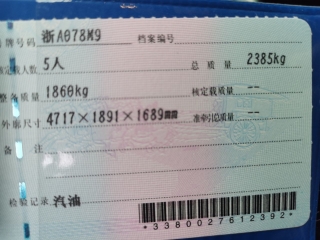 号牌号码 浙A078M9 档案编号
核定载人数 5人 总质量 2385kg
整备质量 1860kg 核定载质量 --
外廓尺寸 4717×1891×1689mm 准牵引总质量 --
备注
检验记录 汽油
*3380027612392*